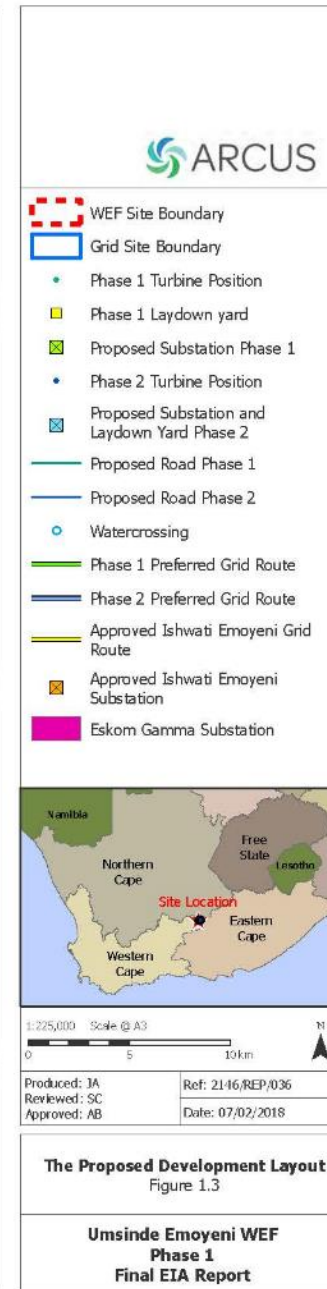 ARCUS
WEF Site Boundary
Grid Site Boundary
Phase 1 Turbine Position
Phase 1 Laydown yard
Proposed Substation Phase 1
Phase 2 Turbine Position
Proposed Substation and
Laydown Yard Phase 2
Proposed Road Phase 1
Proposed Road Phase 2
Watercrossing
Phase 1 Preferred Grid Route
Phase 2 Preferred Grid Route
Approved Ishwati Emoyeni Grid
Route
Approved Ishwati Emoyeni
Substation
Eskom Gamma Substation
Namibia
Northern
Cape
Free
State
Lesotho
Site Location
Eastern
Cape
Western
Cape
1:225,000 Scale @ A3
N
0 5 10 km
Produced: JA
Reviewed: SC
Approved: AB
Ref: 2146/REP/036
Date: 07/02/2018
The Proposed Development Layout
Figure 1.3
Umsinde Emoyeni WEF
Phase 1
Final EIA Report